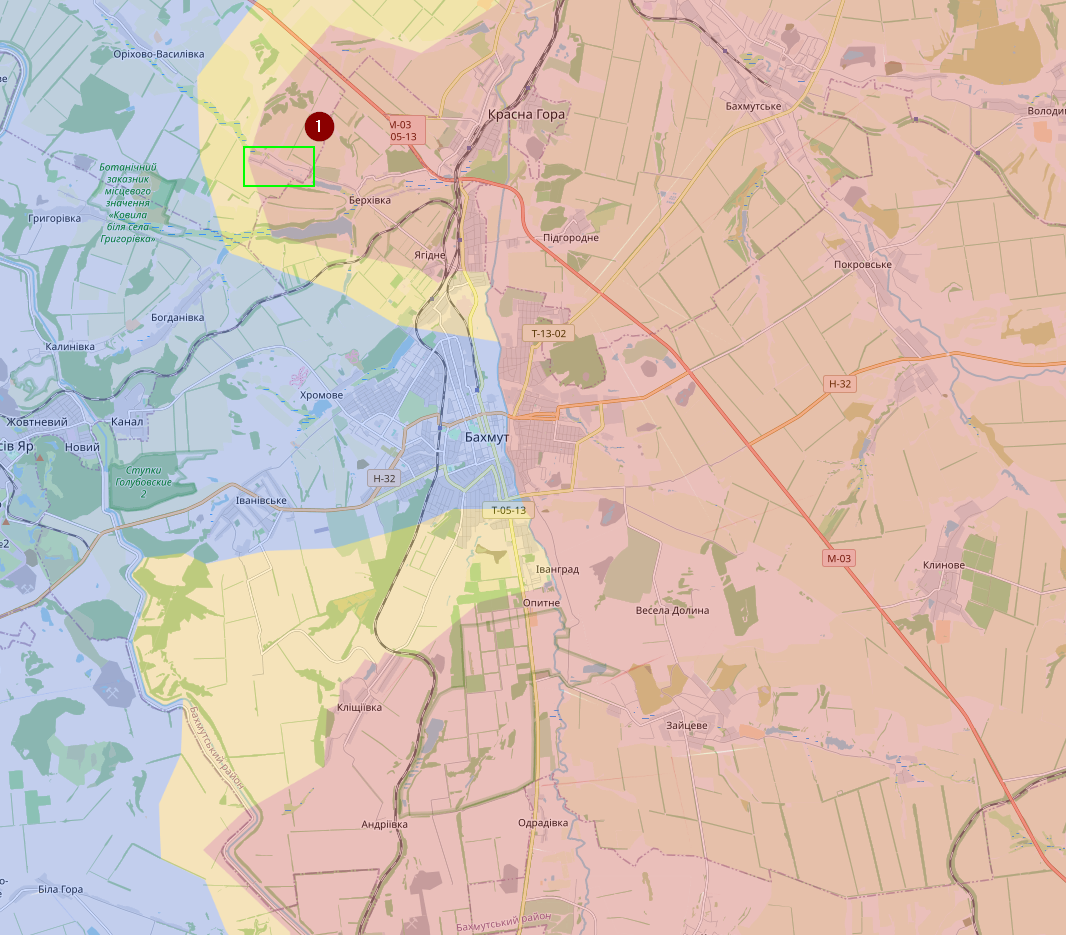 Оріхово-Василівка
1
М-03
05-13
Красна Гора
Бахмутське
Володи
Ботанічний
заказник
місцевого
значення
«Ковила
біля села
Григорівка»
Григорівка
Берхівка
Ягідне
Підгородне
Покровське
Богданівка
Калинівка
Т-13-02
Хромове
Н-32
Жовтневий
Канал
сів Яр
Новий
Бахмут
Ступки
Голубовские
2
Н-32
Іванівське
Т-05-13
№2
М-03
Клинове
Іванград
Опитне
Весела Долина
Кліщіївка
Зайцеве
Бахмутський район
Андріївка
Одрадівка
Біла Гора
Бахмутський район